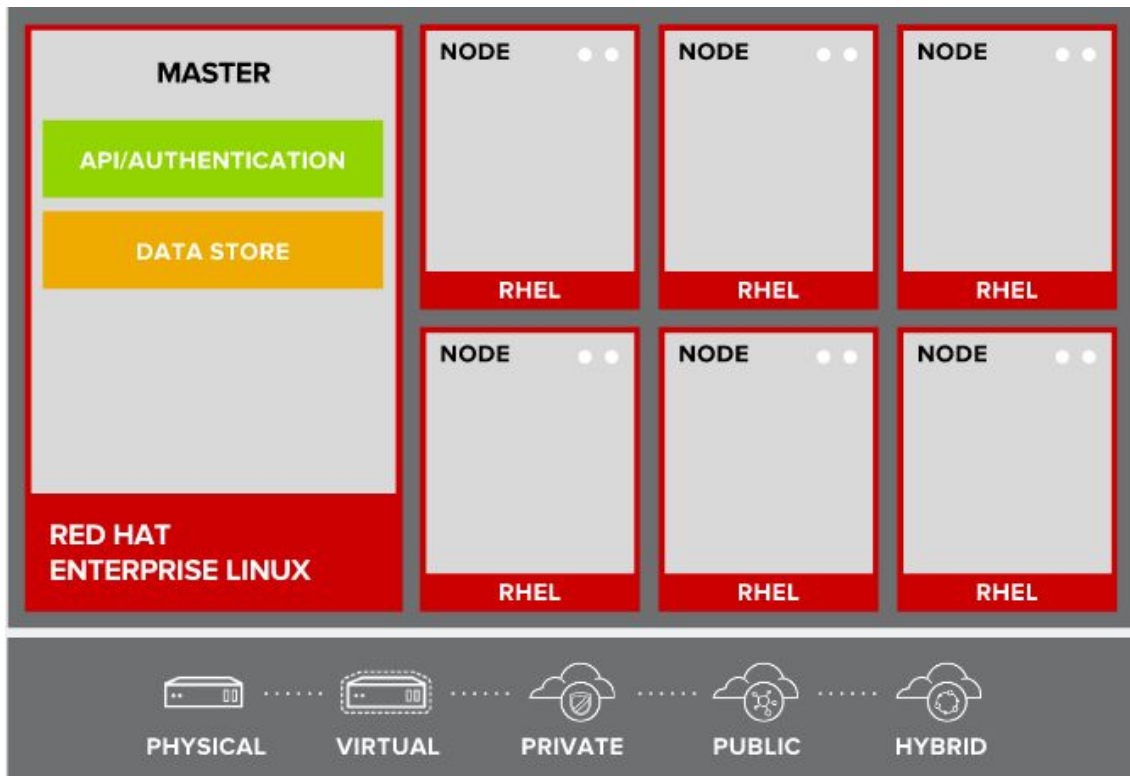 MASTER
API/AUTHENTICATION
DATA STORE
RED HAT
ENTERPRISE LINUX
NODE
RHEL
NODE
RHEL
NODE
RHEL
NODE
RHEL
NODE
RHEL
NODE
RHEL
PHYSICAL
VIRTUAL
PRIVATE
PUBLIC
HYBRID